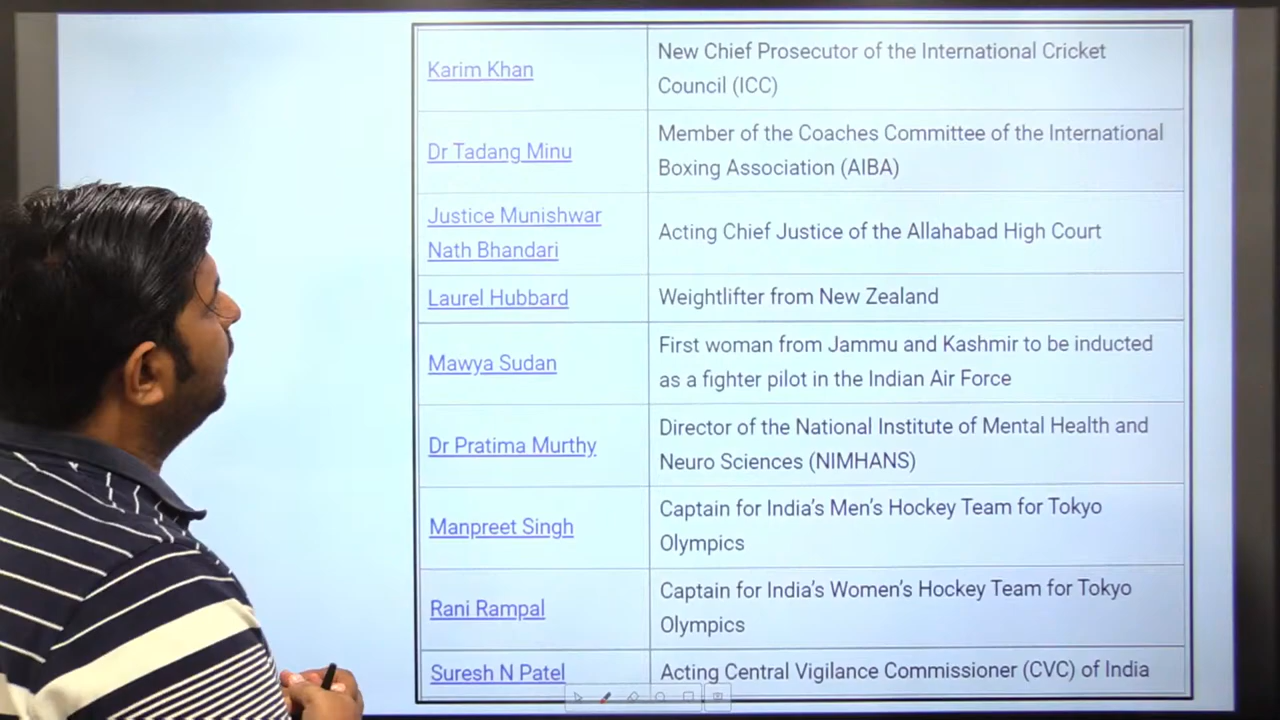 Karim Khan
New Chief Prosecutor of the International Cricket
Council (ICC)
Dr Tadang Minu
Member of the Coaches Committee of the International
Boxing Association (AIBA)
Justice Munishwar
Nath Bhandari
Acting Chief Justice of the Allahabad High Court
Laurel Hubbard
Weightlifter from New Zealand
Mawya Sudan
First woman from Jammu and Kashmir to be inducted
as a fighter pilot in the Indian Air Force
Dr Pratima Murthy
Director of the National Institute of Mental Health and
Neuro Sciences (NIMHANS)
Manpreet Singh
Captain for India’s Men’s Hockey Team for Tokyo
Olympics
Rani Rampal
Captain for India’s Women’s Hockey Team for Tokyo
Olympics
Suresh N Patel
Acting Central Vigilance Commissioner (CVC) of India